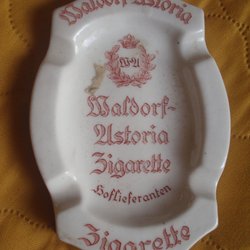 Waldorf-Astoria
W-A
Waldorf-
Astoria
Zigarette
Hoflieferanten
Zigarette